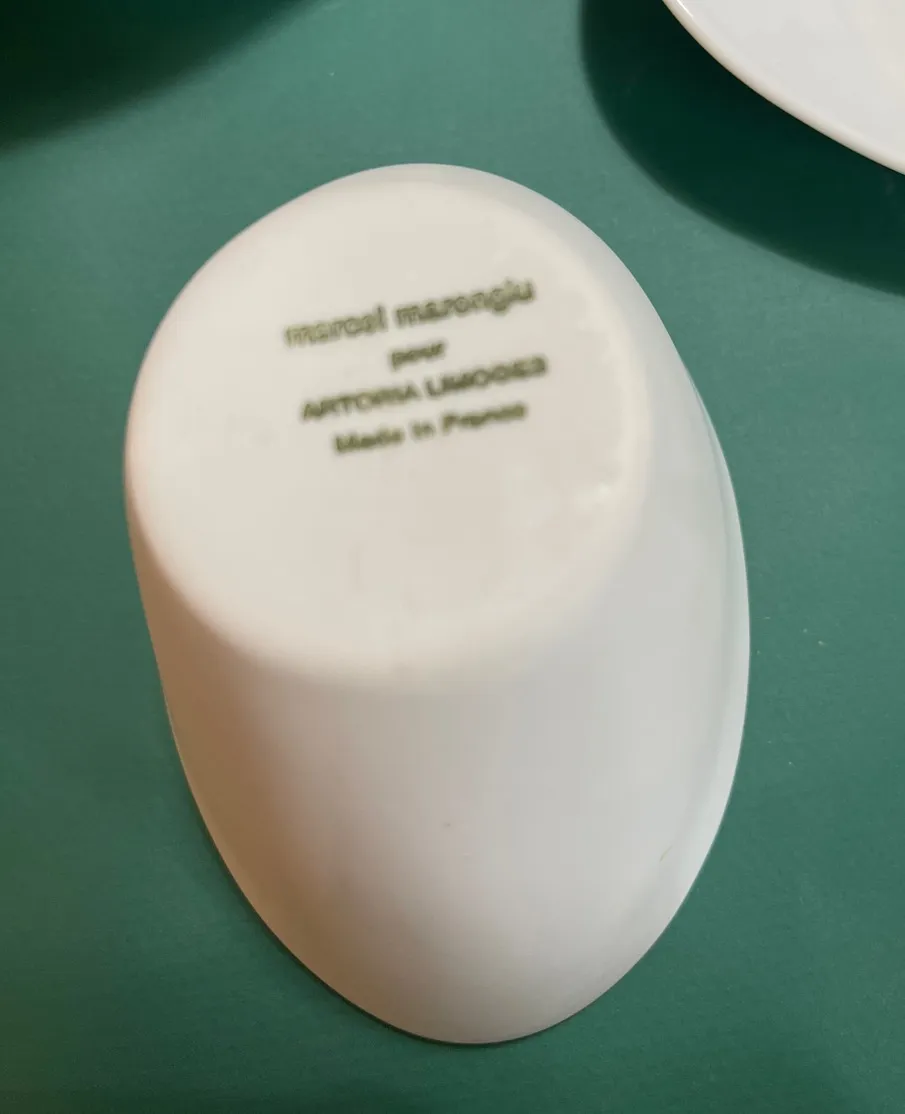 marcel marongiu
pour
ARTORIA LIMOGES
Made in France